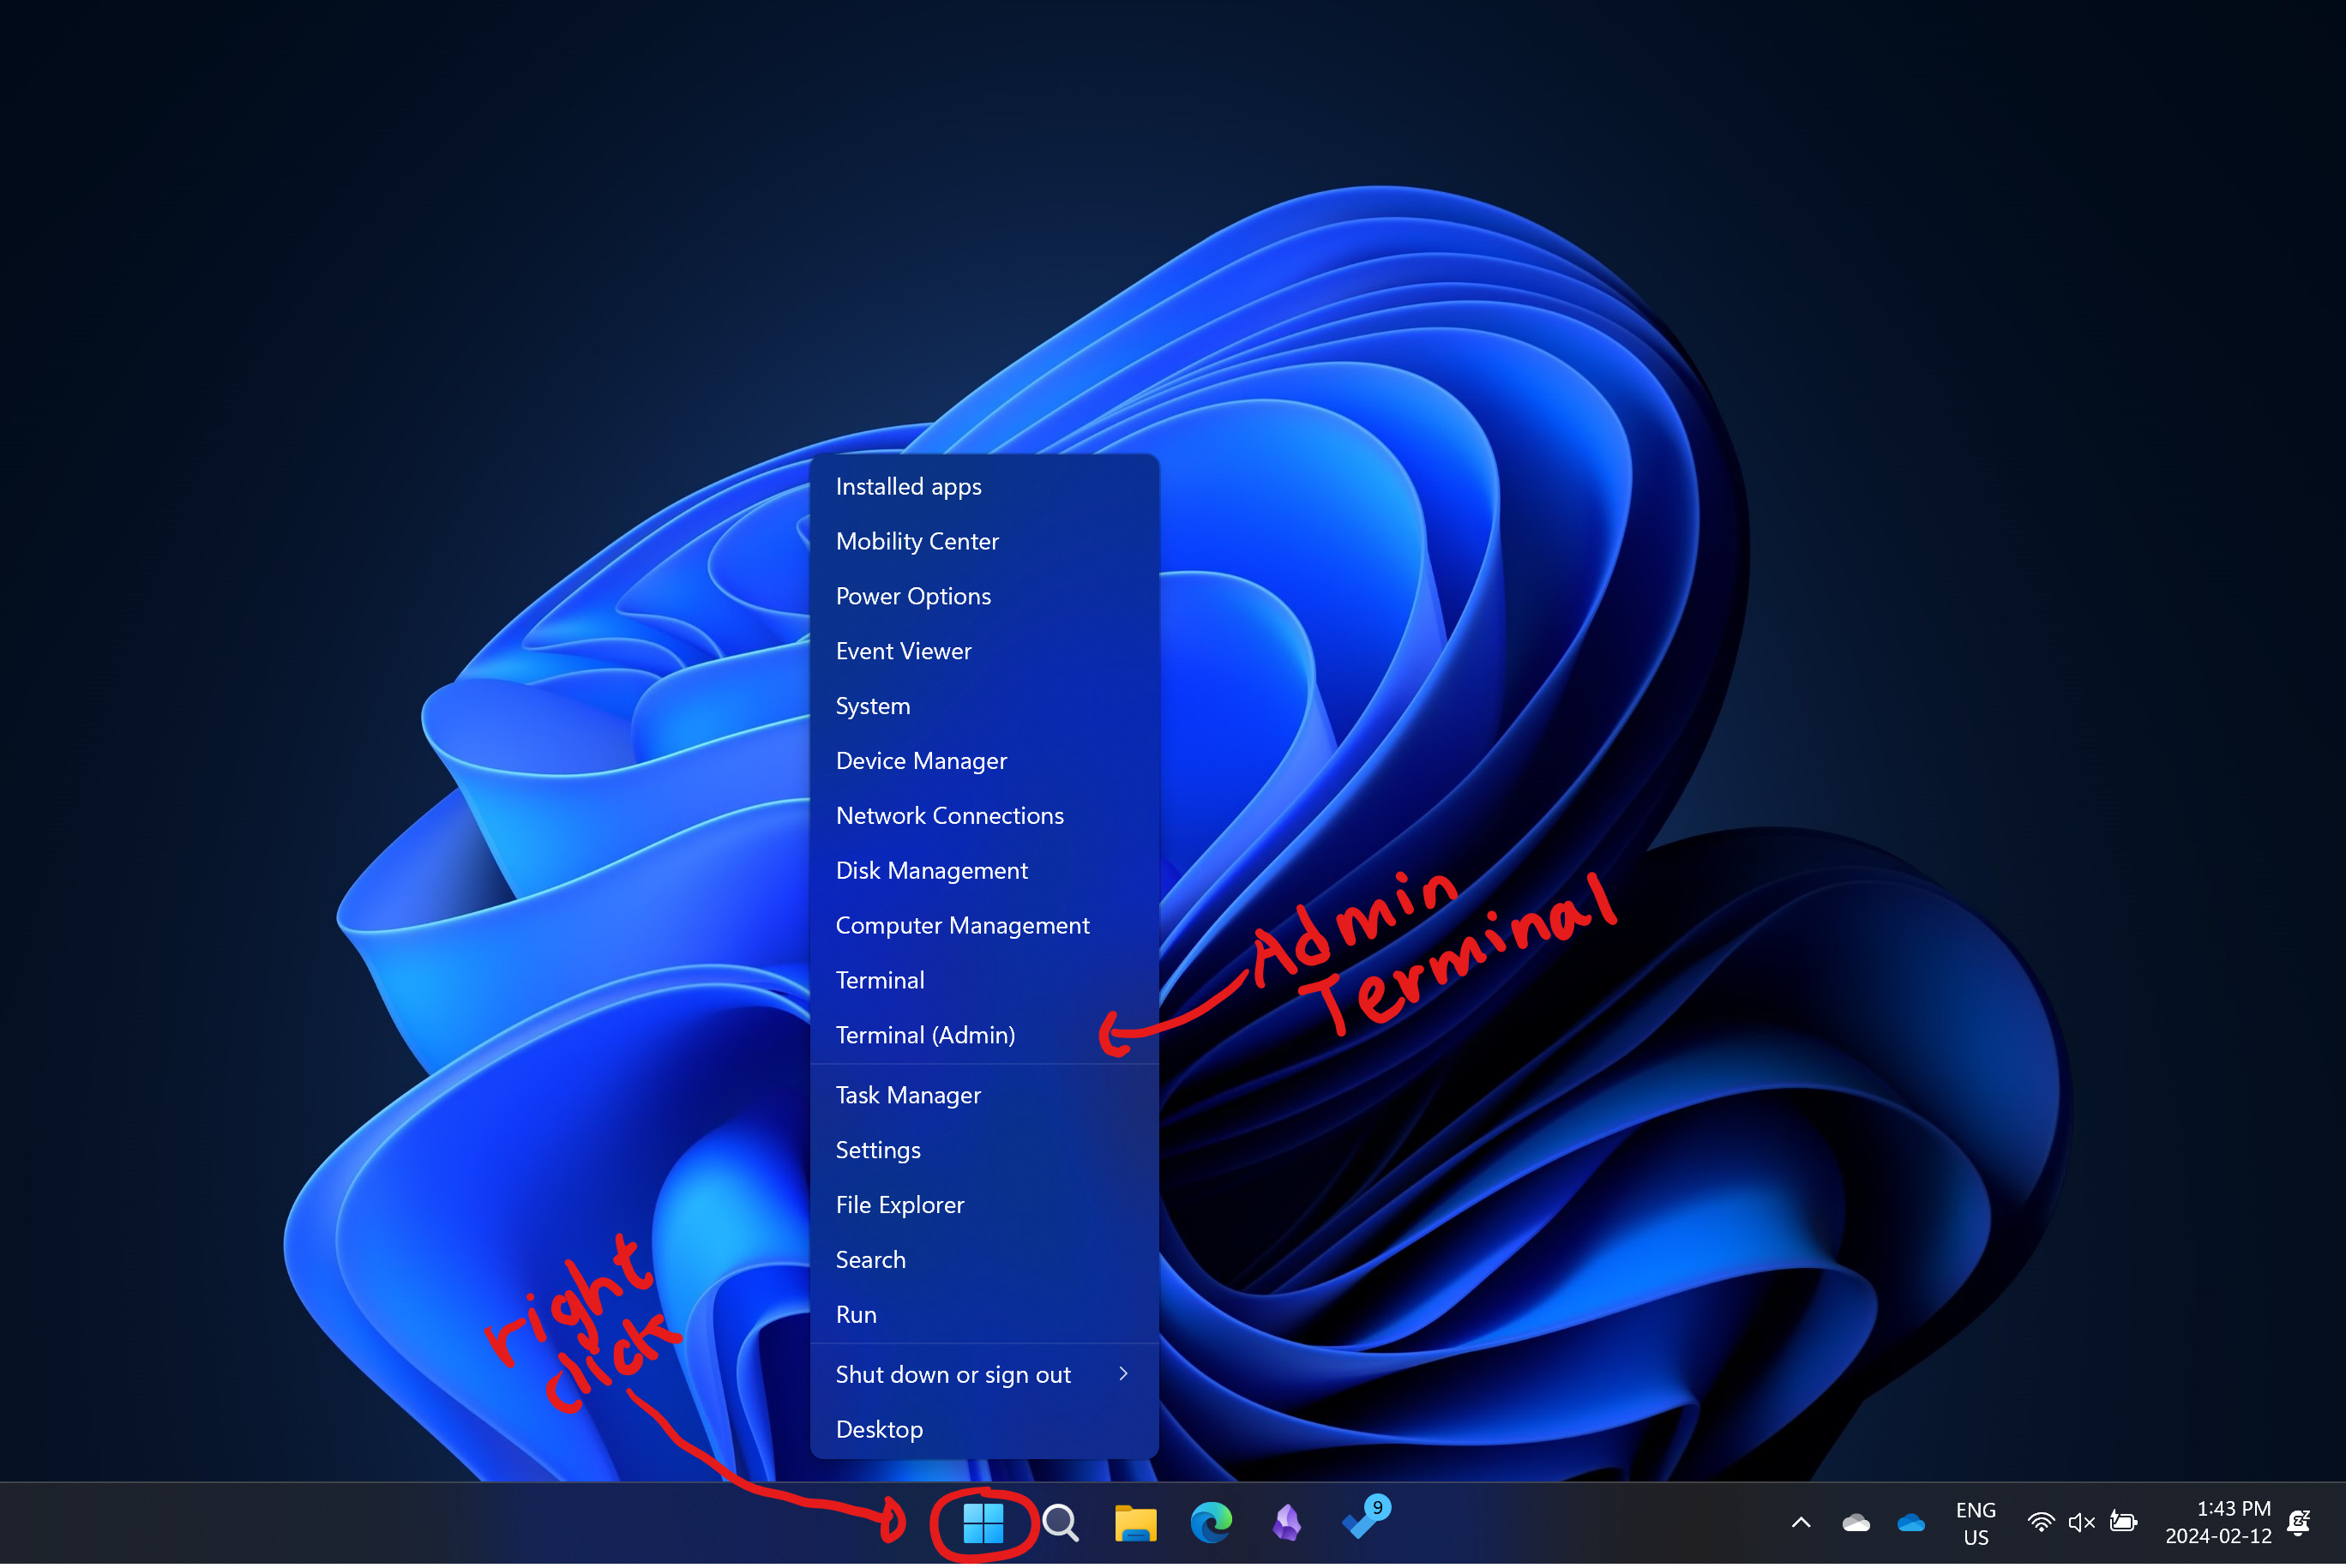 Installed apps
Mobility Center
Power Options
Event Viewer
System
Device Manager
Network Connections
Disk Management
Computer Management
Terminal
Terminal (Admin)
Admin
Terminal
Task Manager
Settings
File Explorer
Search
Run
Shut down or sign out
Desktop
right
click
9
ENG
US
1:43 PM
2024-02-12